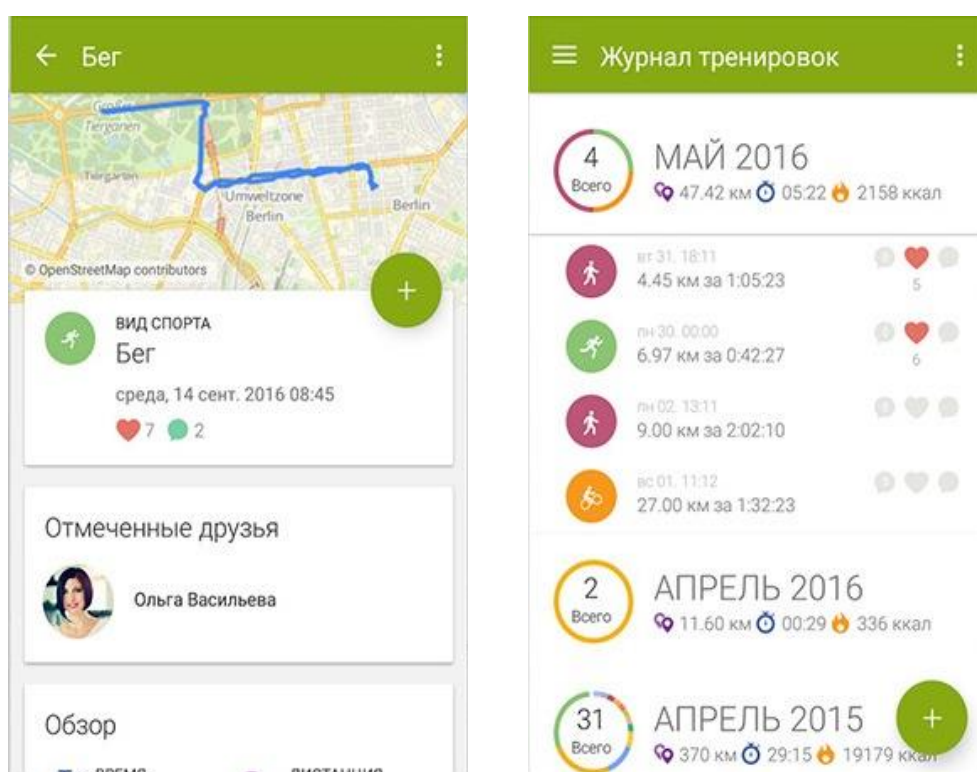 Бег
Großer
Tiergarten
Tiergarten
Umweltzone
Berlin
Berlin
© OpenStreetMap contributors
+
ВИД СПОРТА
Бег
среда, 14 сент. 2016 08:45
7 2
Отмеченные друзья
Ольга Васильева
Обзор
ВРЕМЯ ДИСТАНЦИЯ
Журнал тренировок
4
Всего
МАЙ 2016
47.42 км 05:22 2158 ккал
вт 31. 18:11
4.45 км за 1:05:23
5
пн 30. 00:00
6.97 км за 0:42:27
6
пн 02. 13:11
9.00 км за 2:02:10
вс 01. 11:12
27.00 км за 1:32:23
2
Всего
АПРЕЛЬ 2016
11.60 км 00:29 336 ккал
31
Всего
АПРЕЛЬ 2015
370 км 29:15 19179 ккал
+